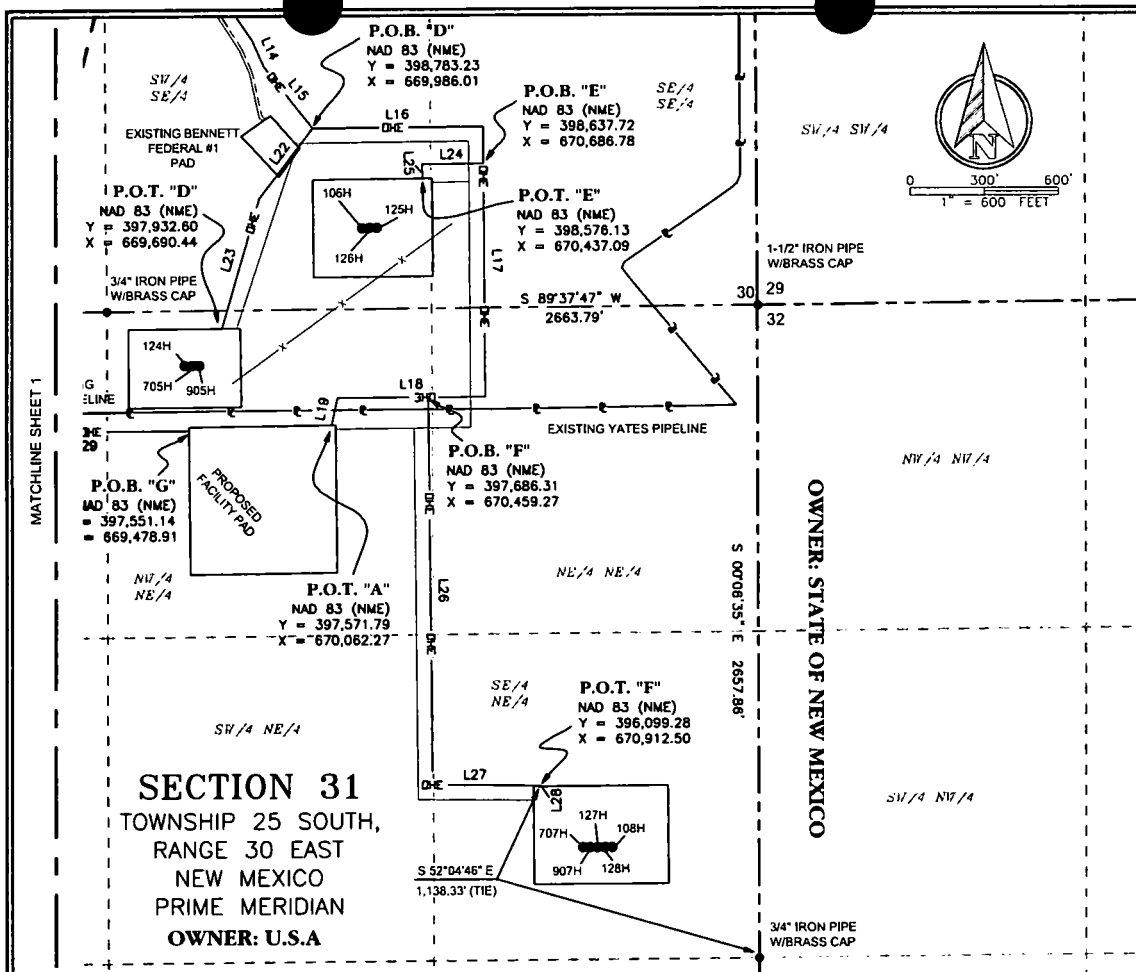 L14
L15
P.O.B. "D"
NAD 83 (NME)
Y = 398,783.23
X = 669,986.01
SW/4
SE/4
L16
OHE
P.O.B. "E"
NAD 83 (NME)
Y = 398,637.72
X = 670,686.78
SE/4
SE/4
SW/4 SW/4
N
0 300' 600'
1" = 600 FEET
EXISTING BENNETT
FEDERAL #1
PAD
L22
L24
L25
P.O.T. "D"
NAD 83 (NME)
Y = 397,932.60
X = 669,690.44
106H
125H
126H
P.O.T. "E"
NAD 83 (NME)
Y = 398,576.13
X = 670,437.09
L23
L17
3/4" IRON PIPE
W/BRASS CAP
1-1/2" IRON PIPE
W/BRASS CAP
S 89°37'47" W
2663.79'
30 29
32
124H
705H
905H
MATCHLINE SHEET 1
ELINE
L19
L18
OHE
EXISTING YATES PIPELINE
29
P.O.B. "F"
NAD 83 (NME)
Y = 397,686.31
X = 670,459.27
NW/4 NW/4
P.O.B. "G"
NAD 83 (NME)
= 397,551.14
= 669,478.91
PROPOSED
FACILITY PAD
OWNER: STATE OF NEW MEXICO
S 00°08'35" E 2657.86'
NW/4
NE/4
P.O.T. "A"
NAD 83 (NME)
Y = 397,571.79
X = 670,062.27
L26
NE/4 NE/4
SE/4
NE/4
P.O.T. "F"
NAD 83 (NME)
Y = 396,099.28
X = 670,912.50
SW/4 NE/4
SECTION 31
TOWNSHIP 25 SOUTH,
RANGE 30 EAST
NEW MEXICO
PRIME MERIDIAN
OWNER: U.S.A
OHE
L27
L28
SW/4 NW/4
127H
707H
108H
907H
128H
S 52°04'46" E
1,138.33' (TIE)
3/4" IRON PIPE
W/BRASS CAP